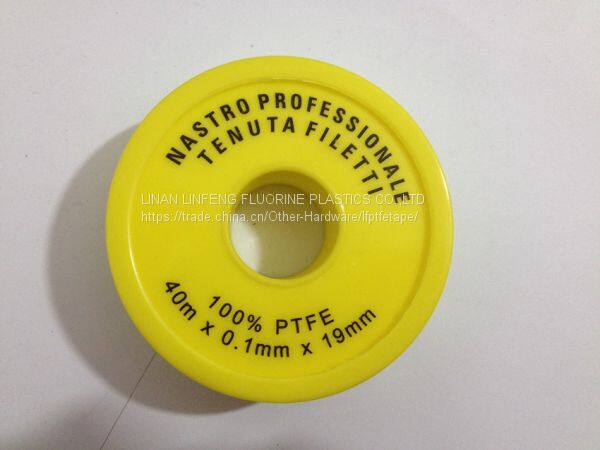 NASTRO PROFESSIONALE
TENUTA FILETTI
LINAN LINFENG FLUORINE PLASTICS CO LTD
https://trade.china.cn/Other-Hardware/lfptfetape/
100% PTFE
40m x 0.1mm x 19mm